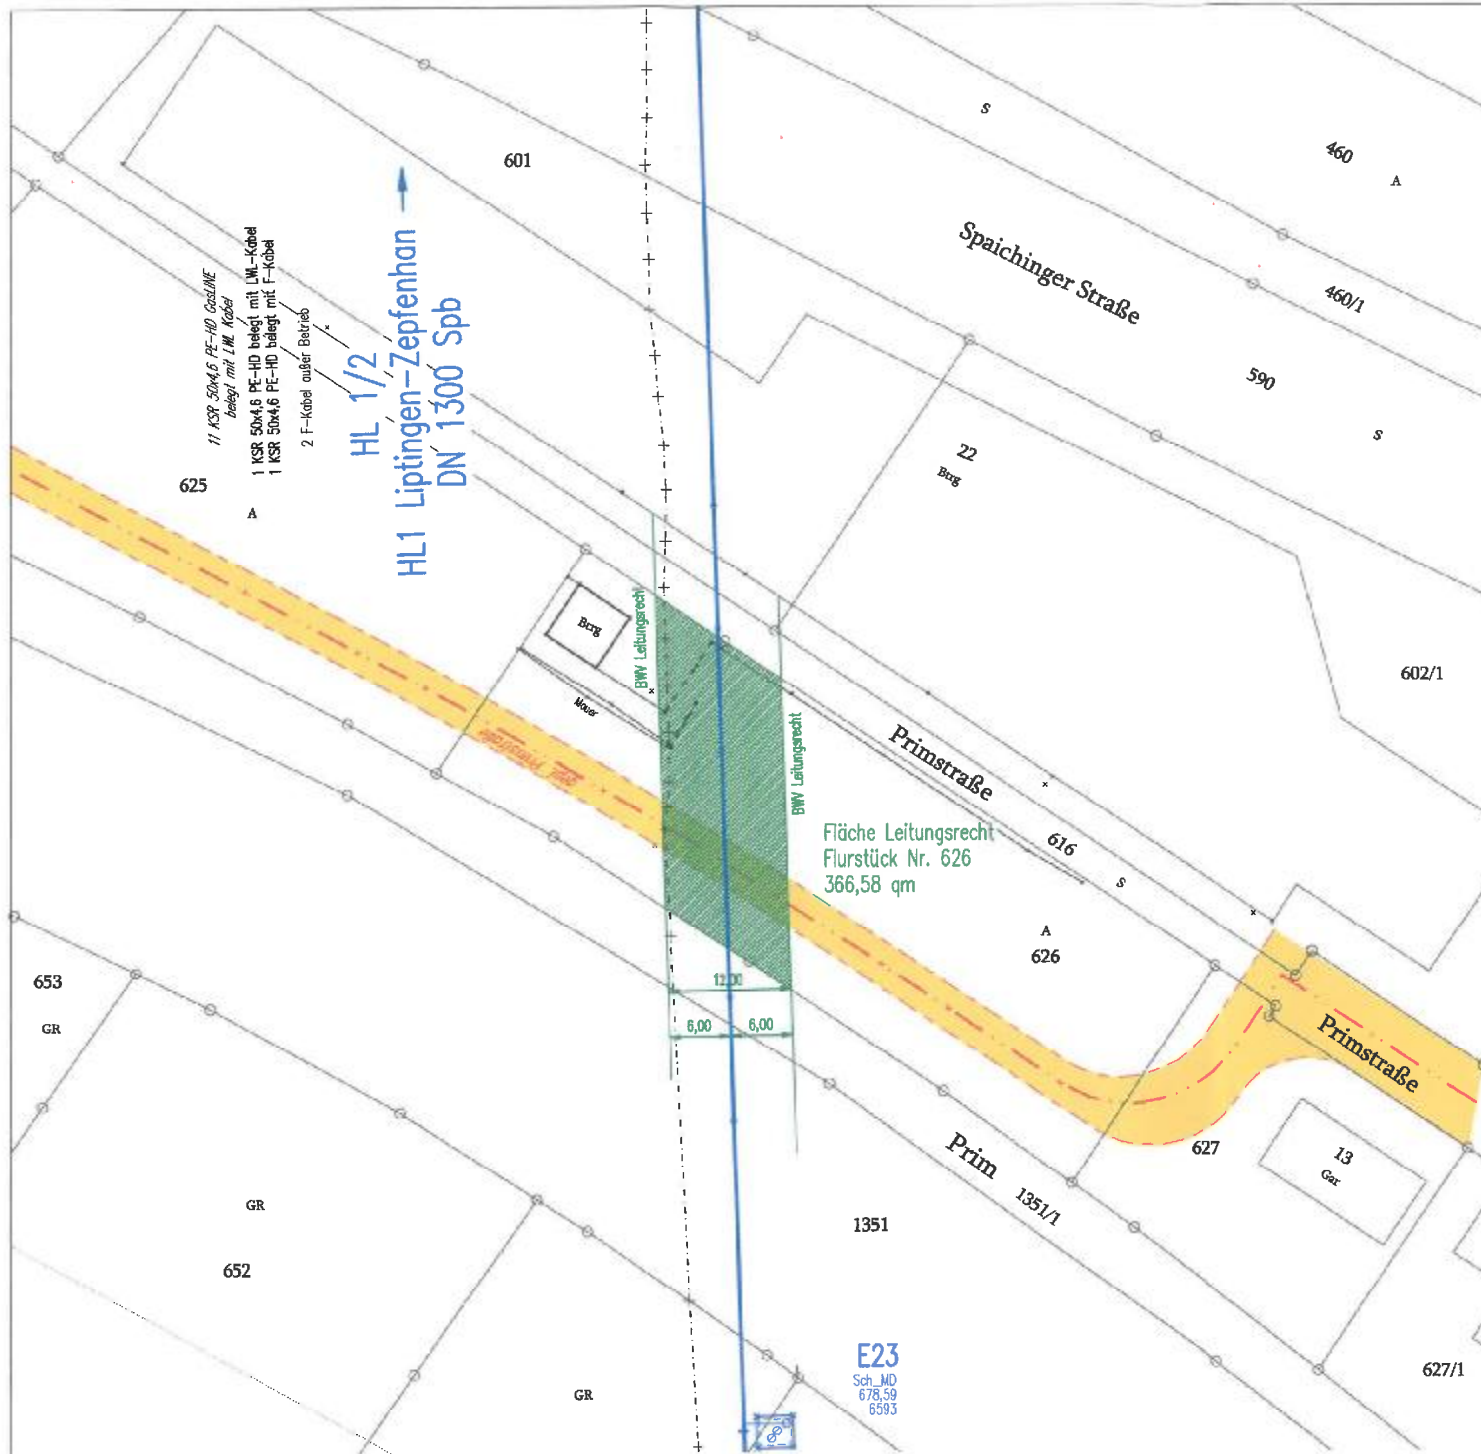 S
460
A
601
Spaichinger Straße
460/1
590
S
11 KSR 50x4,6 PE-HD GasLINE
belegt mit LWL Kabel
1 KSR 50x4,6 PE-HD belegt mit LWL-Kabel
1 KSR 50x4,6 PE-HD belegt mit F-Kabel
2 F-Kabel außer Betrieb
HL 1/2
HL1 Liptingen-Zepfenhan
DN 1300 Spb
22
Btrg
625
A
602/1
Btrg
Mauer
BWV Leitungsrecht
BWV Leitungsrecht
Primstraße
616
S
Fläche Leitungsrecht
Flurstück Nr. 626
366,58 qm
A
626
12,00
6,00
6,00
653
GR
Primstraße
Prim
1351/1
627
13
Gar
GR
652
1351
E23
Sch_MD
678,59
6593
GR
627/1